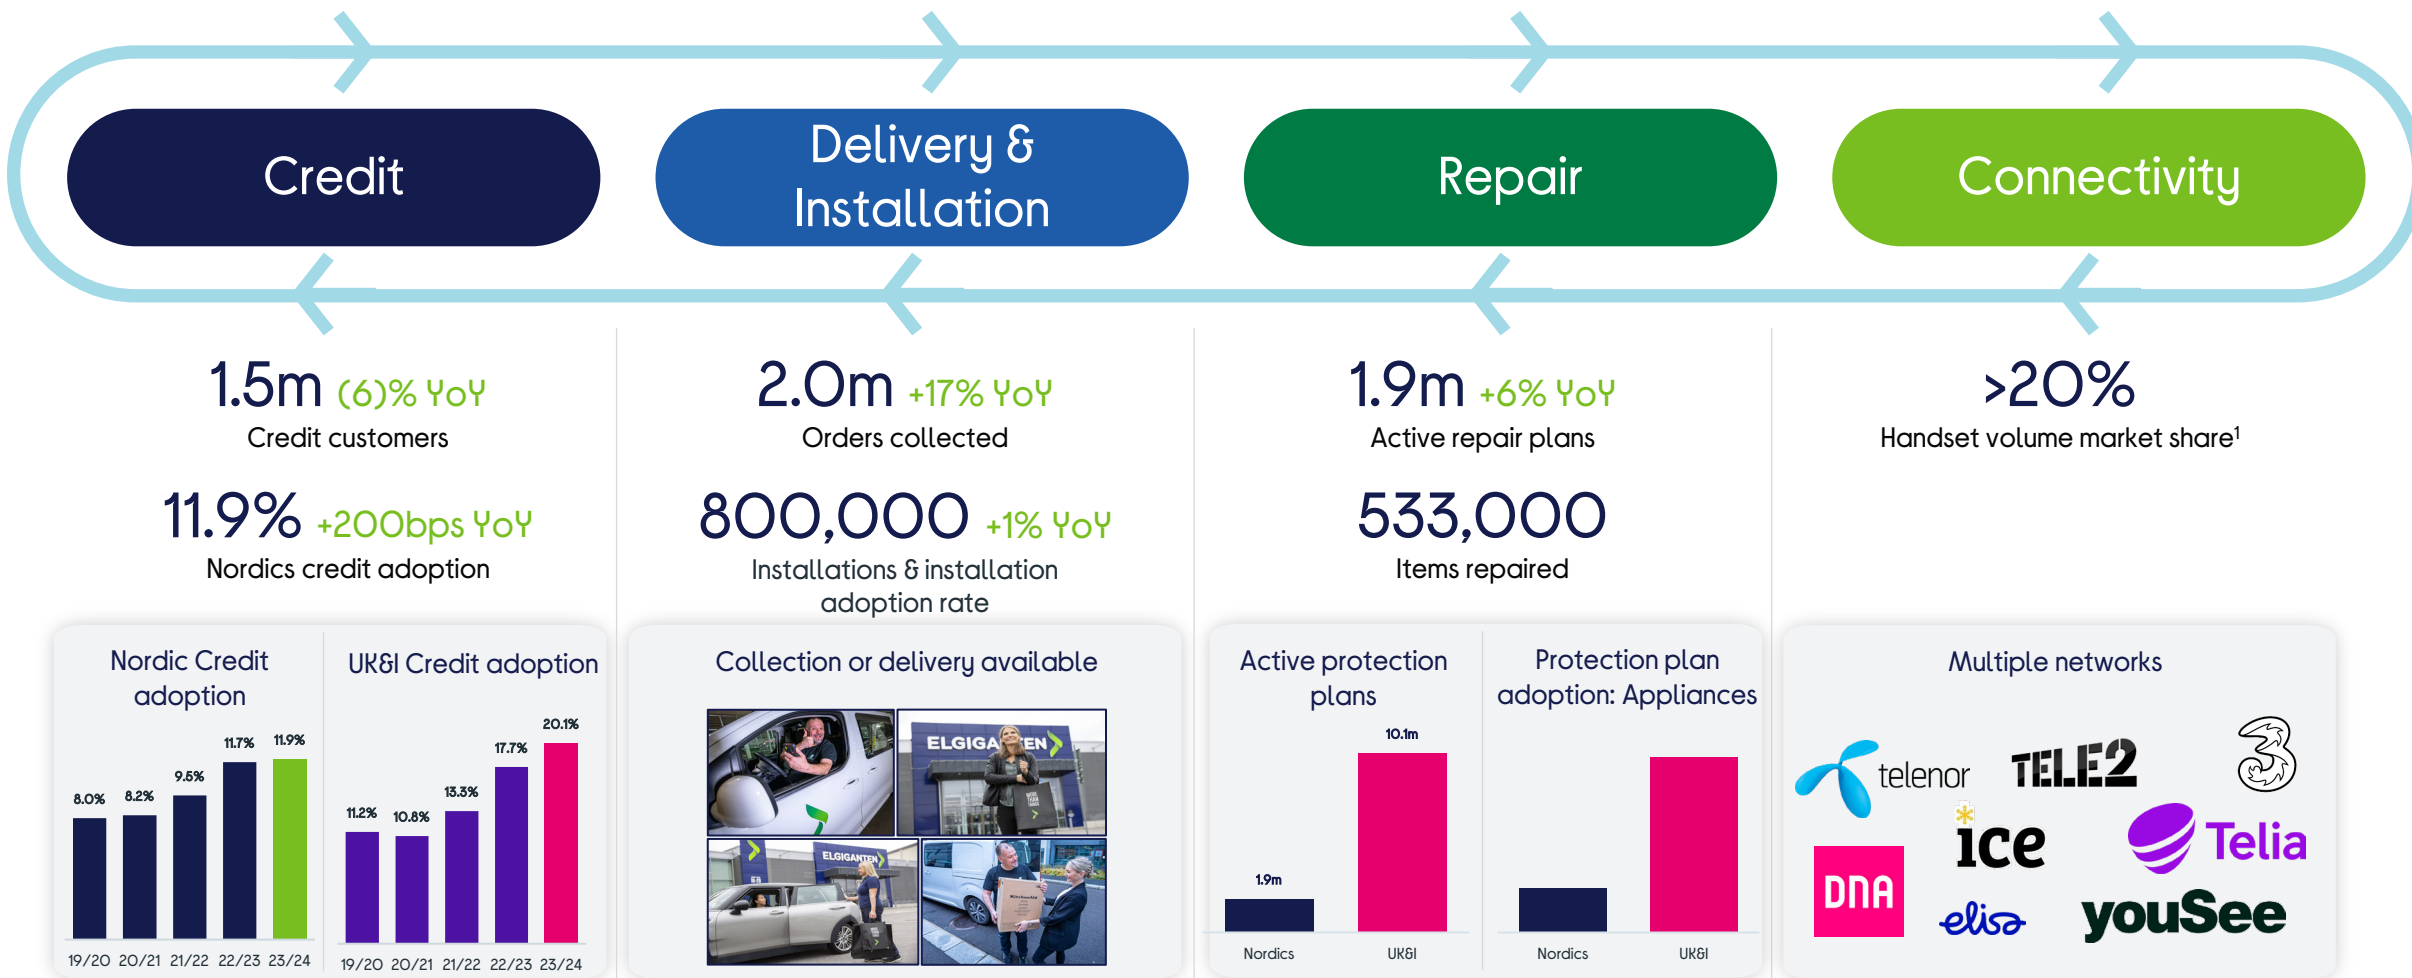 Credit
Delivery &
Installation
Repair
Connectivity
1.5m (6)% YoY
Credit customers
11.9% +200bps YoY
Nordics credit adoption
2.0m +17% YoY
Orders collected
800,000 +1% YoY
Installations & installation
adoption rate
1.9m +6% YoY
Active repair plans
533,000
Items repaired
>20%
Handset volume market share¹
Nordic Credit
adoption
8.0%
8.2%
9.5%
11.7%
11.9%
19/20 20/21 21/22 22/23 23/24
UK&I Credit adoption
11.2%
10.8%
13.3%
17.7%
20.1%
19/20 20/21 21/22 22/23 23/24
Collection or delivery available
ELGIGANTEN
MORE
THAN
THINGS
ELGIGANTEN
KitchenAid
Active protection
plans
1.9m
10.1m
Nordics UK&I
Protection plan
adoption: Appliances
Nordics UK&I
Multiple networks
telenor
TELE2
3
ice
Telia
DNA
elisa
youSee